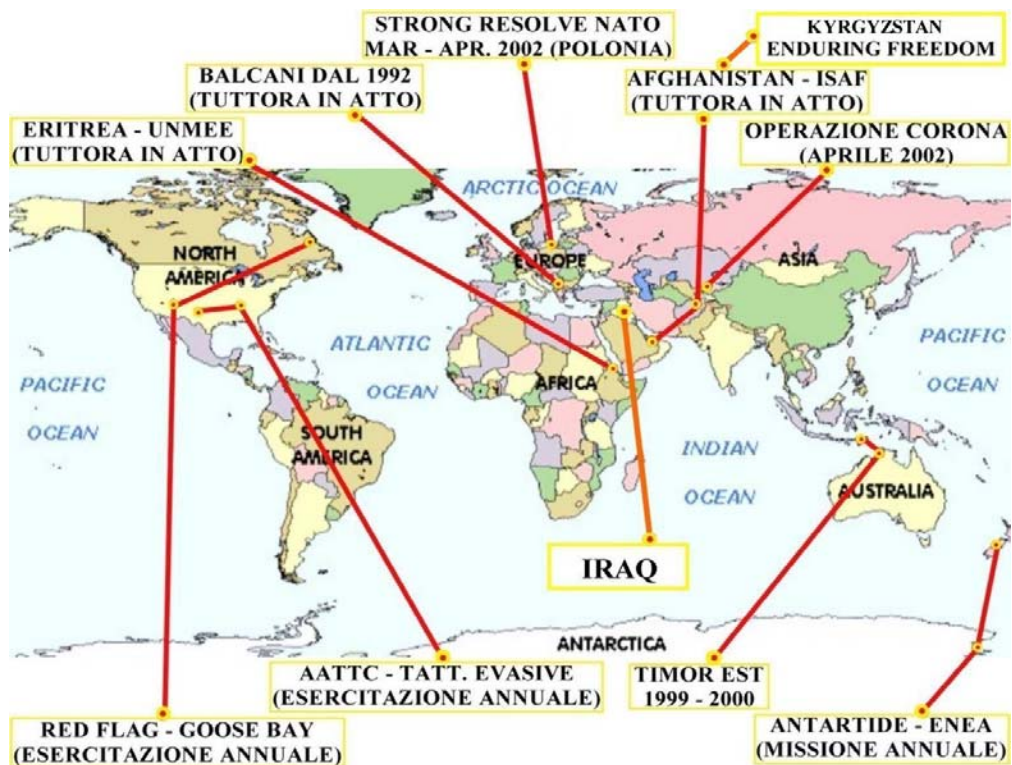 STRONG RESOLVE NATO
MAR - APR. 2002 (POLONIA)
KYRGYZSTAN
ENDURING FREEDOM
BALCANI DAL 1992
(TUTTORA IN ATTO)
AFGHANISTAN - ISAF
(TUTTORA IN ATTO)
ERITREA - UNMEE
(TUTTORA IN ATTO)
OPERAZIONE CORONA
(APRILE 2002)
ARCTIC OCEAN
NORTH
AMERICA
EUROPE
ASIA
ATLANTIC
OCEAN
PACIFIC
OCEAN
PACIFIC
OCEAN
AFRICA
SOUTH
AMERICA
INDIAN
OCEAN
AUSTRALIA
IRAQ
ANTARCTICA
AATTC - TATT. EVASIVE
(ESERCITAZIONE ANNUALE)
TIMOR EST
1999 - 2000
RED FLAG - GOOSE BAY
(ESERCITAZIONE ANNUALE)
ANTARTIDE - ENEA
(MISSIONE ANNUALE)